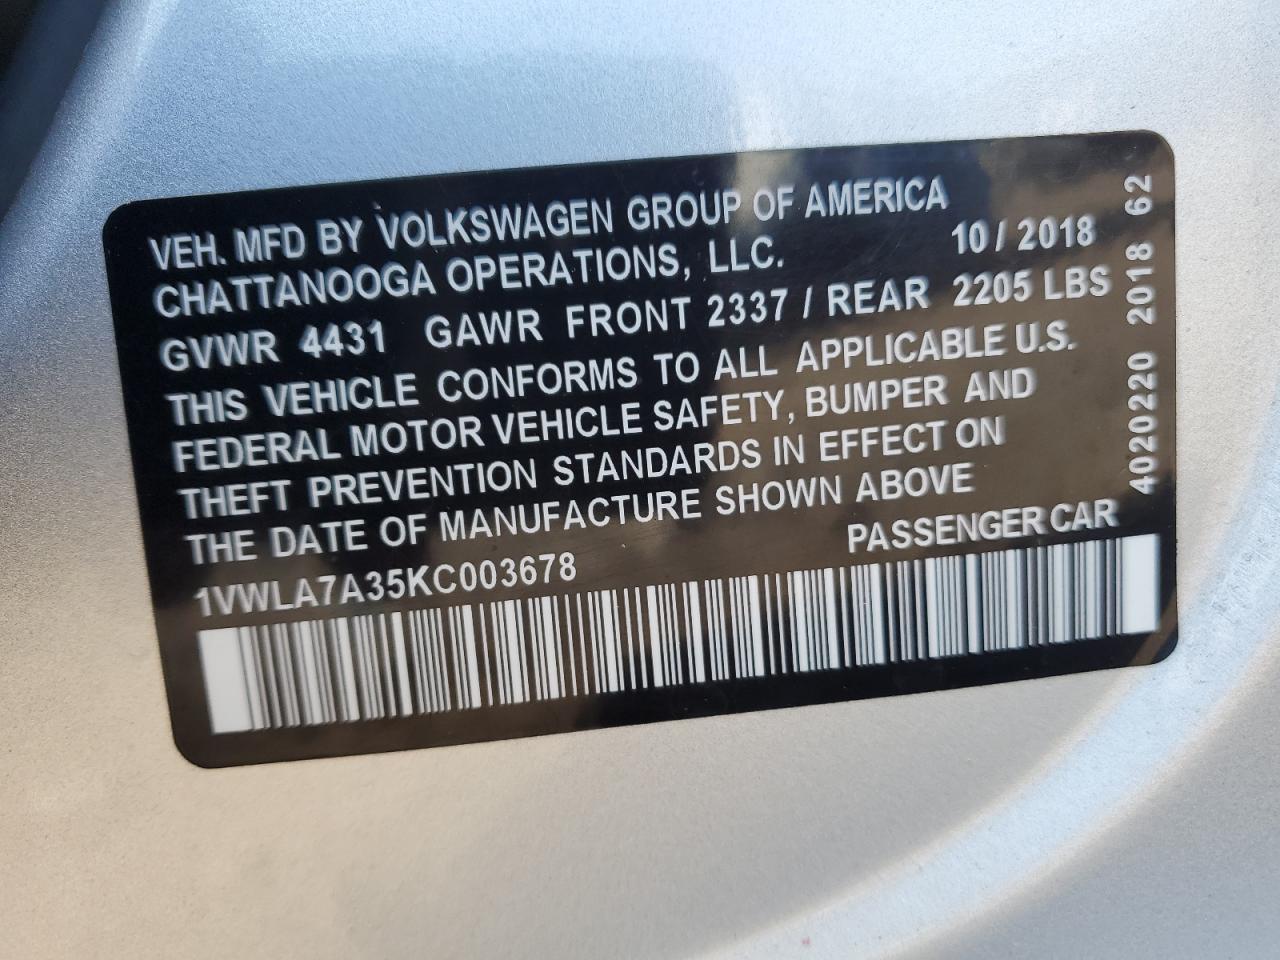 VEH. MFD BY VOLKSWAGEN GROUP OF AMERICA
CHATTANOOGA OPERATIONS, LLC. 10 / 2018
GVWR 4431 GAWR FRONT 2337 / REAR 2205 LBS
THIS VEHICLE CONFORMS TO ALL APPLICABLE U.S.
FEDERAL MOTOR VEHICLE SAFETY, BUMPER AND
THEFT PREVENTION STANDARDS IN EFFECT ON
THE DATE OF MANUFACTURE SHOWN ABOVE
1VWLA7A35KC003678 PASSENGER CAR
4020220 2018 62